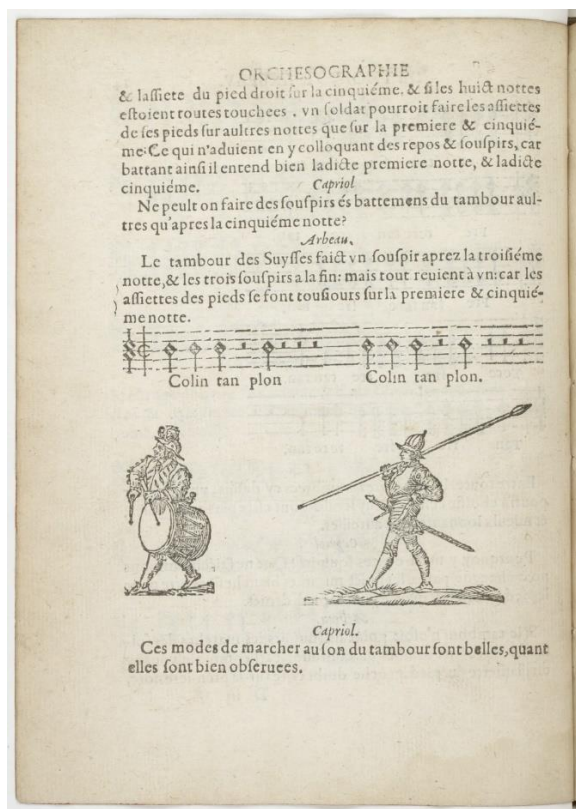 ORCHESOGRAPHIE
& laſſiete du pied droit ſur la cinquiéme, & ſi les huict nottes
eſtoient toutes touchees, vn ſoldat pourroit faire les aſſiettes
de ſes pieds ſur aultres nottes que ſur la premiere & cinquié-
me: Ce qui n'aduient en y colloquant des repos & ſouſpirs, car
battant ainſi il entend bien ladicte premiere notte, & ladicte
cinquiéme.
Capriol
Ne peult on faire des ſouſpirs és battemens du tambour aul-
tres qu'apres la cinquiéme notte?
Arbeau.
Le tambour des Suyſſes faict vn ſouſpir aprez la troiſiéme
notte, & les trois ſouſpirs a la fin: mais tout reuient à vn: car les
aſſiettes des pieds ſe font touſiours ſur la premiere & cinquié-
me notte.
Colin tan plon Colin tan plon.
Capriol.
Ces modes de marcher au ſon du tambour ſont belles, quant
elles ſont bien obſeruees.